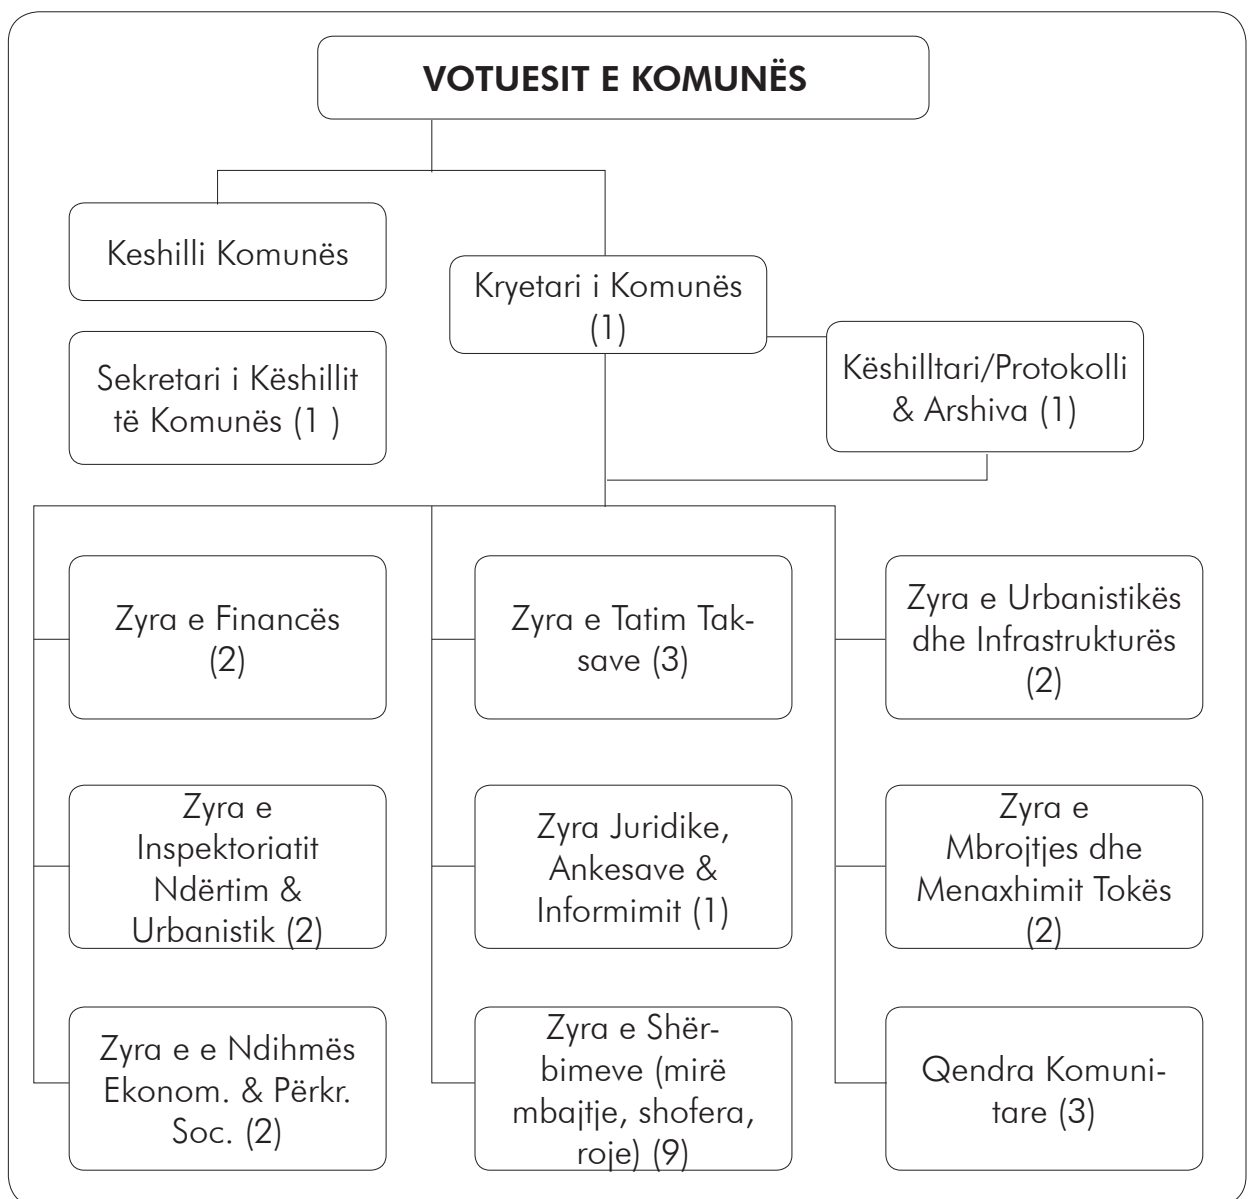 VOTUESIT E KOMUNËS
Keshilli Komunës
Kryetari i Komunës
(1)
Sekretari i Këshillit
të Komunës (1 )
Këshilltari/Protokolli
& Arshiva (1)
Zyra e Financës
(2)
Zyra e Tatim Tak-
save (3)
Zyra e Urbanistikës
dhe Infrastrukturës
(2)
Zyra e
Inspektoriatit
Ndërtim &
Urbanistik (2)
Zyra Juridike,
Ankesave &
Informimit (1)
Zyra e
Mbrojtjes dhe
Menaxhimit Tokës
(2)
Zyra e e Ndihmës
Ekonom. & Përkr.
Soc. (2)
Zyra e Shër-
bimeve (mirë
mbajtje, shofera,
roje) (9)
Qendra Komuni-
tare (3)